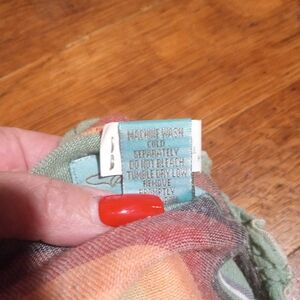 MACHINE WASH
COLD
SEPARATELY
DO NOT BLEACH
TUMBLE DRY LOW
REMOVE
PROMPTLY